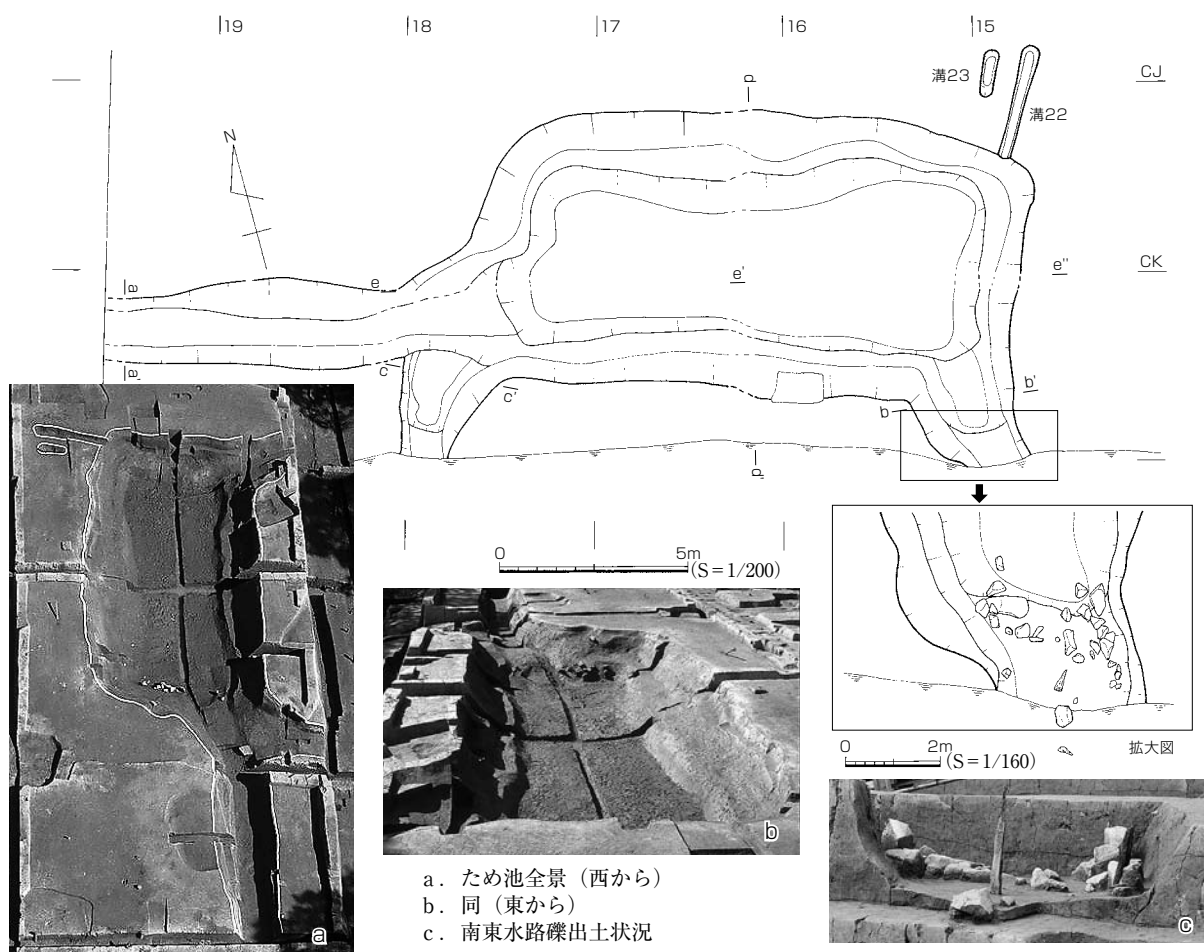 19 18 17 16 15
CJ
溝23
溝22
d
N
CK
e e' e"
a
a'
c
c'
b'
b
d'
0 5m
(S=1/200)
0 2m
(S=1/160) 拡大図
a
b
c
a. ため池全景(西から)
b. 同(東から)
c. 南東水路礫出土状況